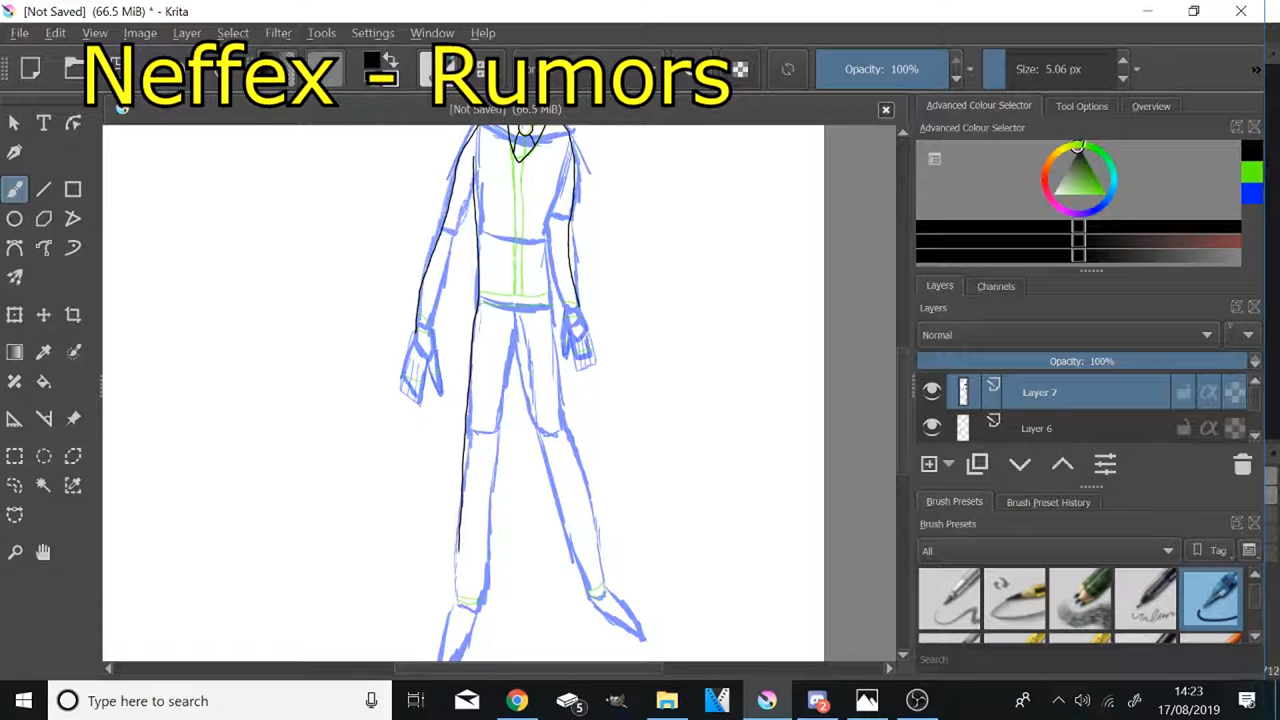 [Not Saved] (66.5 MiB) * - Krita
File Edit View Image Layer Select Filter Tools Settings Window Help
Neffex - Rumors
Opacity: 100%
Size: 5.06 px
[Not Saved] (66.5 MiB)
Advanced Colour Selector Tool Options Overview
Advanced Colour Selector
Layers Channels
Layers
Normal
Opacity: 100%
Layer 7
Layer 6
Brush Presets Brush Preset History
Brush Presets
All
Tag
Search
Type here to search
5
2
14:23
17/08/2019